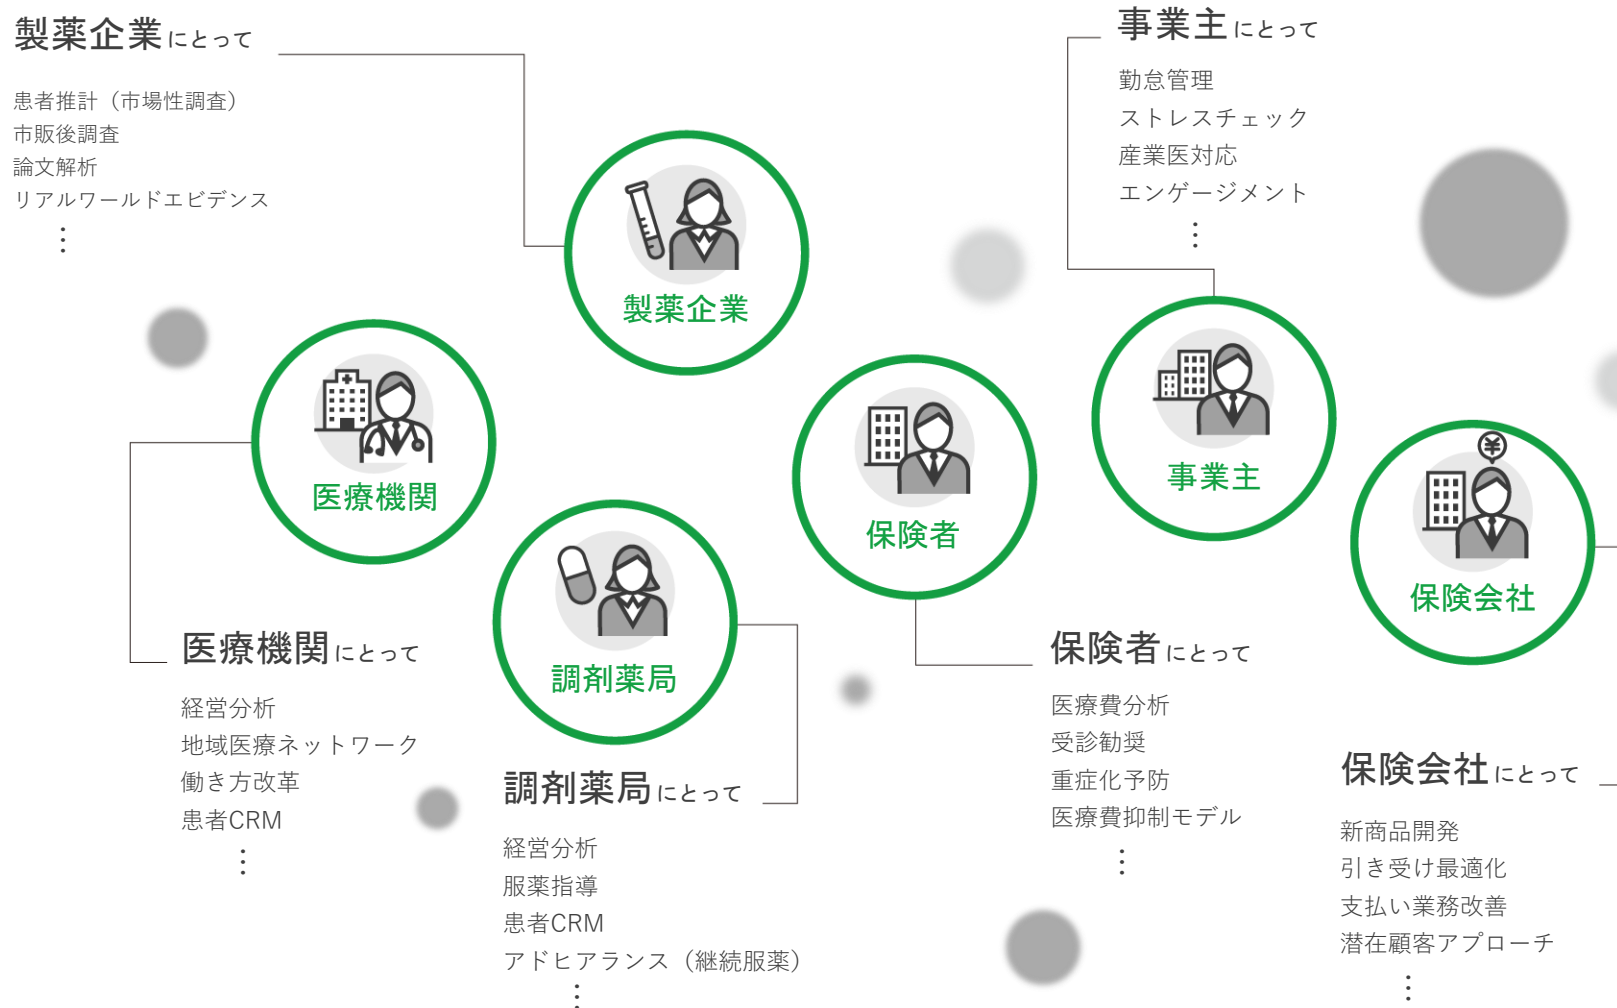 製薬企業にとって
患者推計（市場性調査）
市販後調査
論文解析
リアルワールドエビデンス
⋮
事業主にとって
勤怠管理
ストレスチェック
産業医対応
エンゲージメント
⋮
製薬企業
医療機関
調剤薬局
保険者
事業主
¥
保険会社
医療機関にとって
経営分析
地域医療ネットワーク
働き方改革
患者CRM
⋮
調剤薬局にとって
経営分析
服薬指導
患者CRM
アドヒアランス（継続服薬）
⋮
保険者にとって
医療費分析
受診勧奨
重症化予防
医療費抑制モデル
⋮
保険会社にとって
新商品開発
引き受け最適化
支払い業務改善
潜在顧客アプローチ
⋮